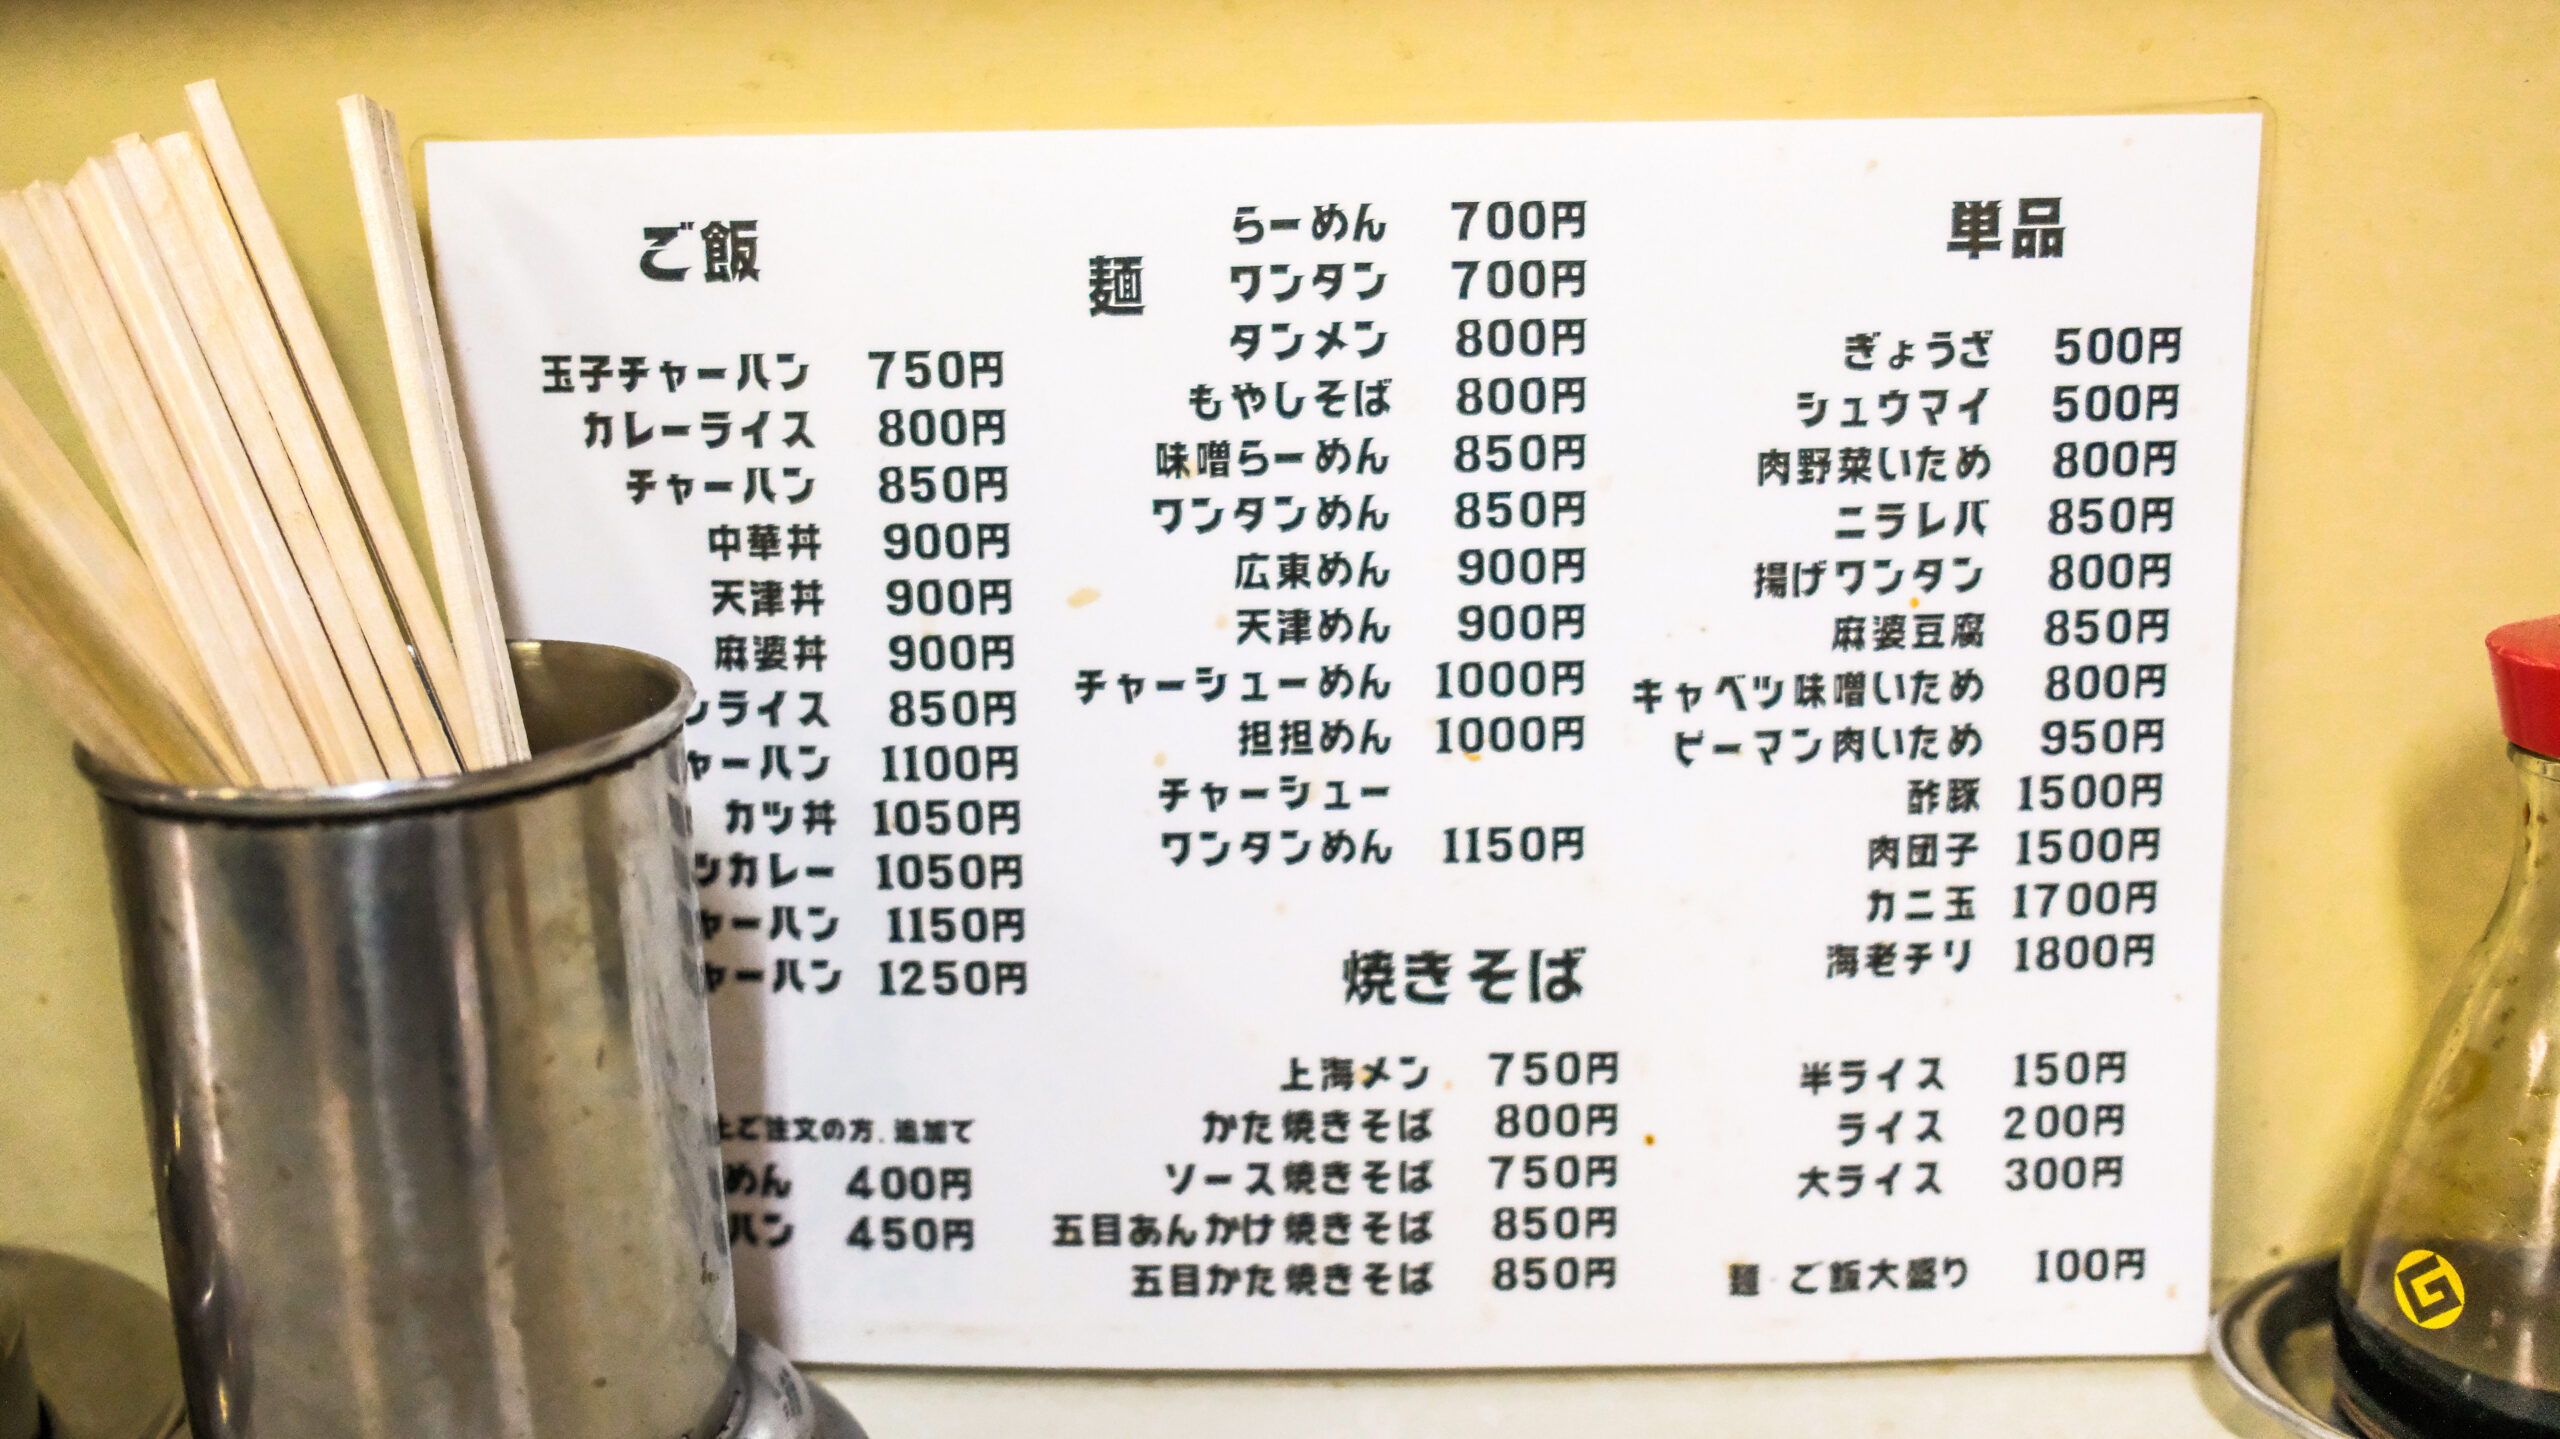 ご飯
玉子チャーハン 750円
カレーライス 800円
チャーハン 850円
中華丼 900円
天津丼 900円
麻婆丼 900円
ライス 850円
ャーハン 1100円
カツ丼 1050円
ツカレー 1050円
ャーハン 1150円
ャーハン 1250円
とご注文の方、追加で
めん 400円
ハン 450円
麺
らーめん 700円
ワンタン 700円
タンメン 800円
もやしそば 800円
味噌らーめん 850円
ワンタンめん 850円
広東めん 900円
天津めん 900円
チャーシューめん 1000円
担担めん 1000円
チャーシュー
ワンタンめん 1150円
焼きそば
上海メン 750円
かた焼きそば 800円
ソース焼きそば 750円
五目あんかけ焼きそば 850円
五目かた焼きそば 850円
単品
ぎょうざ 500円
シュウマイ 500円
肉野菜いため 800円
ニラレバ 850円
揚げワンタン 800円
麻婆豆腐 850円
キャベツ味噌いため 800円
ピーマン肉いため 950円
酢豚 1500円
肉団子 1500円
カニ玉 1700円
海老チリ 1800円
半ライス 150円
ライス 200円
大ライス 300円
麺・ご飯大盛り 100円